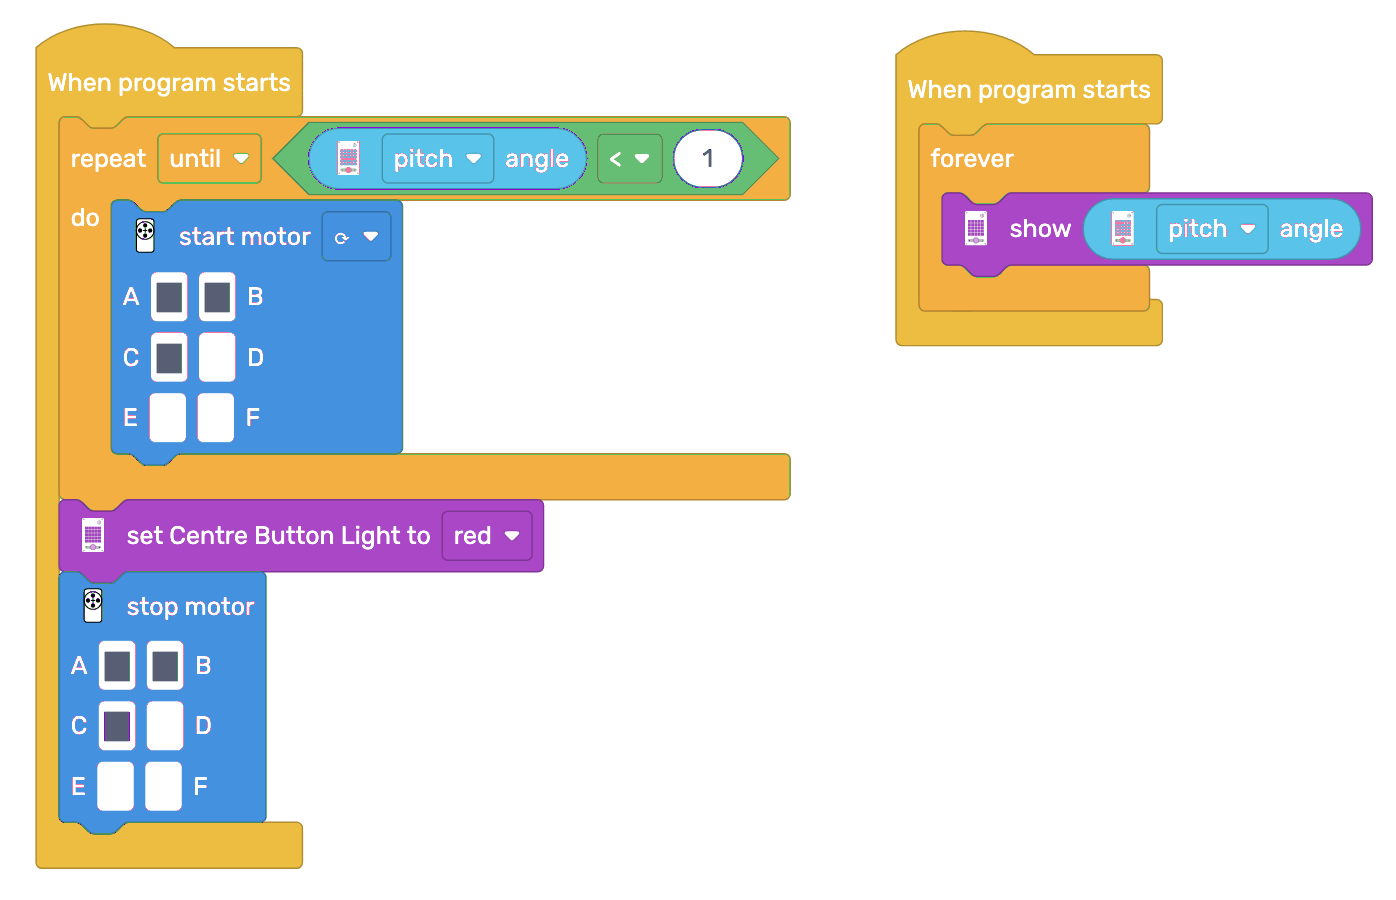 When program starts
repeat until pitch angle < 1
do
start motor ⟳
A B
C D
E F
set Centre Button Light to red
stop motor
A B
C D
E F
When program starts
forever
show pitch angle